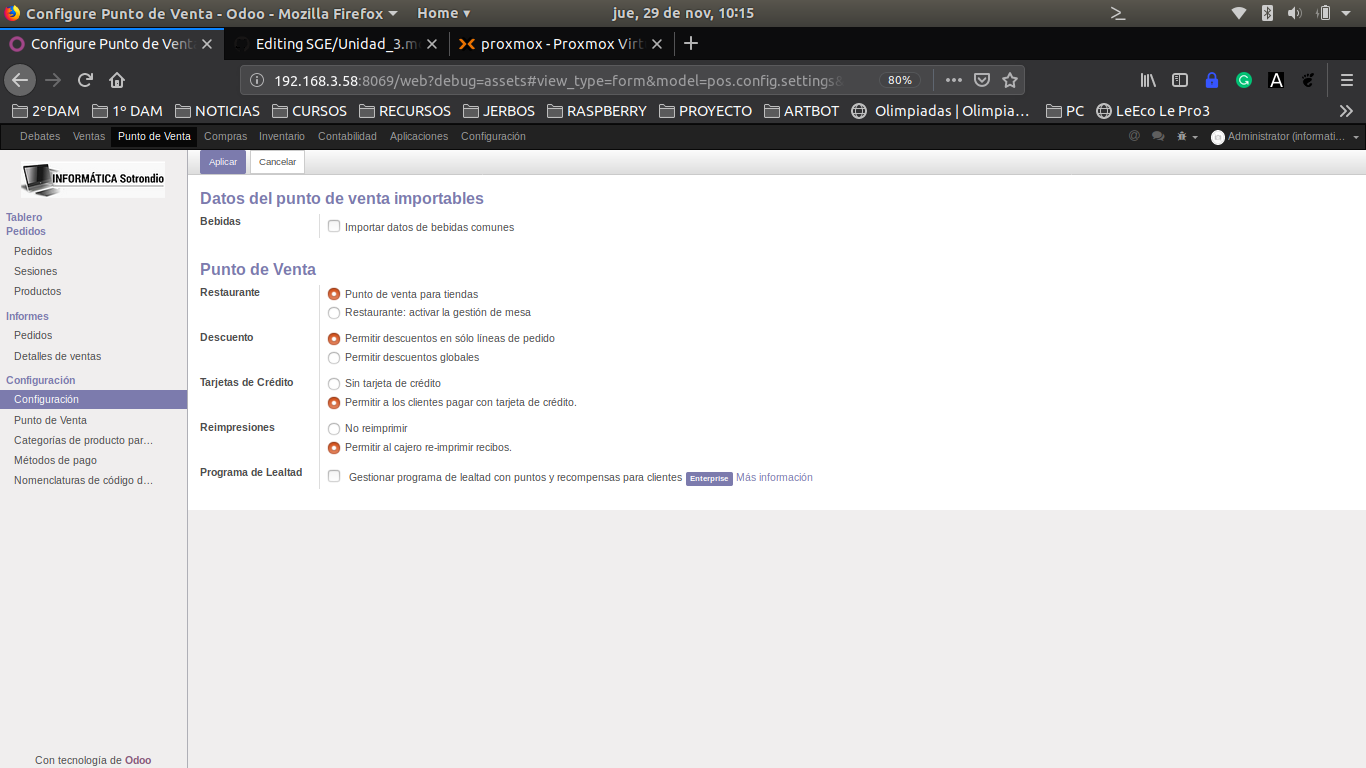 Configure Punto de Venta - Odoo - Mozilla Firefox Home jue, 29 de nov, 10:15
Configure Punto de Vent Editing SGE/Unidad_3.m proxmox - Proxmox Virt
192.168.3.58:8069/web?debug=assets#view_type=form&model=pos.config.settings& 80%
2ºDAM 1º DAM NOTICIAS CURSOS RECURSOS JERBOS RASPBERRY PROYECTO ARTBOT Olimpiadas | Olimpia… PC LeEco Le Pro3
Debates Ventas Punto de Venta Compras Inventario Contabilidad Aplicaciones Configuración @ Administrator (informati…
INFORMÁTICA Sotrondio
Tablero
Pedidos
Pedidos
Sesiones
Productos
Informes
Pedidos
Detalles de ventas
Configuración
Configuración
Punto de Venta
Categorías de producto par…
Métodos de pago
Nomenclaturas de código d…
Con tecnología de Odoo
Aplicar Cancelar
Datos del punto de venta importables
Bebidas Importar datos de bebidas comunes
Punto de Venta
Restaurante Punto de venta para tiendas
Restaurante: activar la gestión de mesa
Descuento Permitir descuentos en sólo líneas de pedido
Permitir descuentos globales
Tarjetas de Crédito Sin tarjeta de crédito
Permitir a los clientes pagar con tarjeta de crédito.
Reimpresiones No reimprimir
Permitir al cajero re-imprimir recibos.
Programa de Lealtad Gestionar programa de lealtad con puntos y recompensas para clientes Enterprise Más información